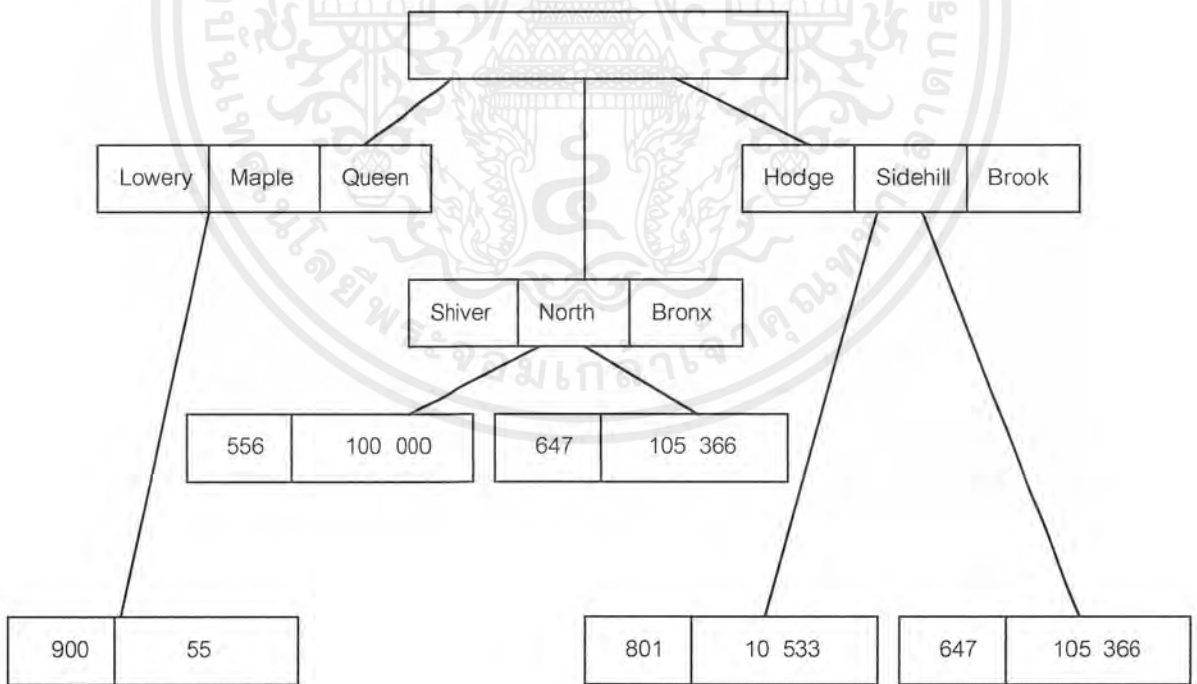 Lowery Maple Queen
Hodge Sidehill Brook
Shiver North Bronx
556 100 000
647 105 366
900 55
801 10 533
647 105 366